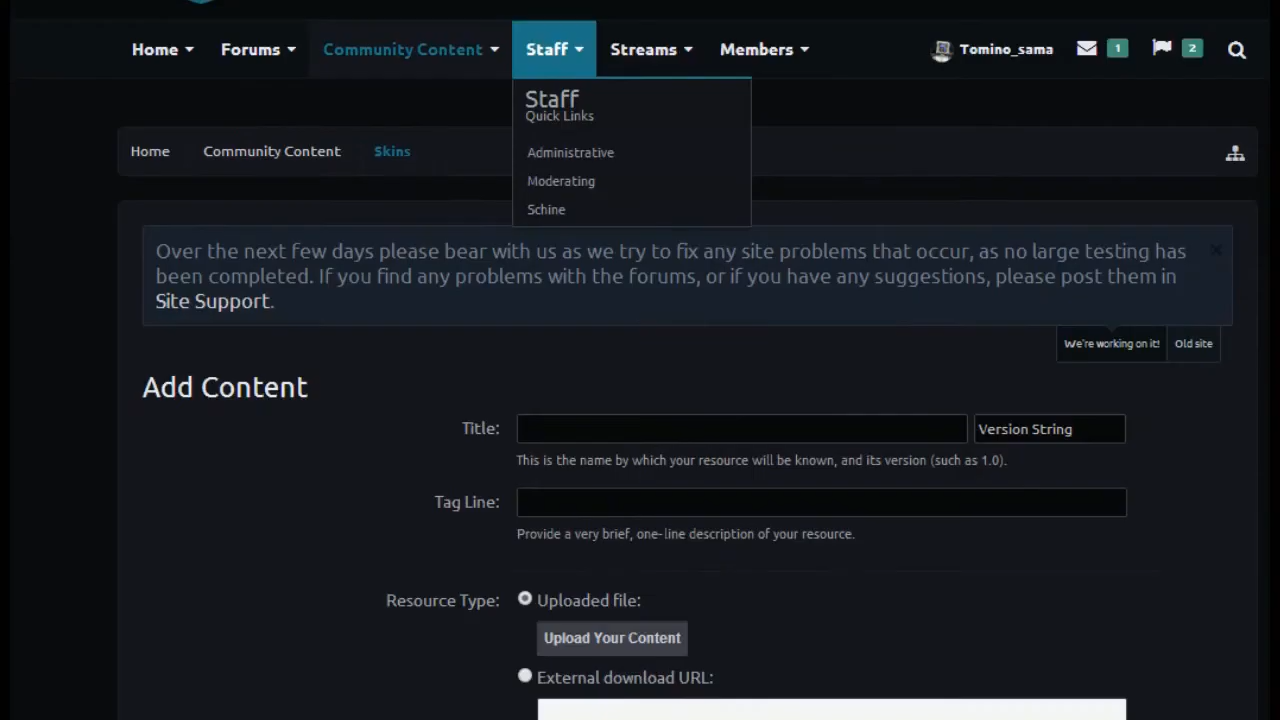 Home Forums Community Content Staff Streams Members Tomino_sama 1 2
Staff
Quick Links
Administrative
Moderating
Schine
Home Community Content Skins
Over the next few days please bear with us as we try to fix any site problems that occur, as no large testing has
been completed. If you find any problems with the forums, or if you have any suggestions, please post them in
Site Support.
We're working on it! Old site
Add Content
Title: Version String
This is the name by which your resource will be known, and its version (such as 1.0).
Tag Line:
Provide a very brief, one-line description of your resource.
Resource Type: Uploaded file:
Upload Your Content
External download URL: